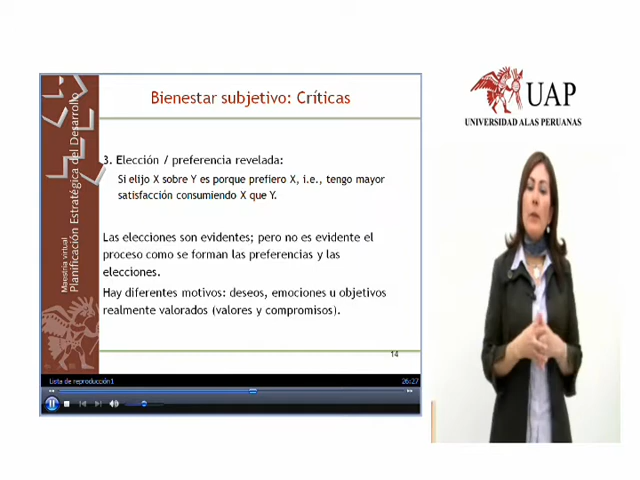 Bienestar subjetivo: Críticas
Maestría virtual
Planificación Estratégica del Desarrollo
3. Elección / preferencia revelada:
Si elijo X sobre Y es porque prefiero X, i.e., tengo mayor
satisfacción consumiendo X que Y.
Las elecciones son evidentes; pero no es evidente el
proceso como se forman las preferencias y las
elecciones.
Hay diferentes motivos: deseos, emociones u objetivos
realmente valorados (valores y compromisos).
14
Lista de reproducción1
26:27
UAP
UNIVERSIDAD ALAS PERUANAS